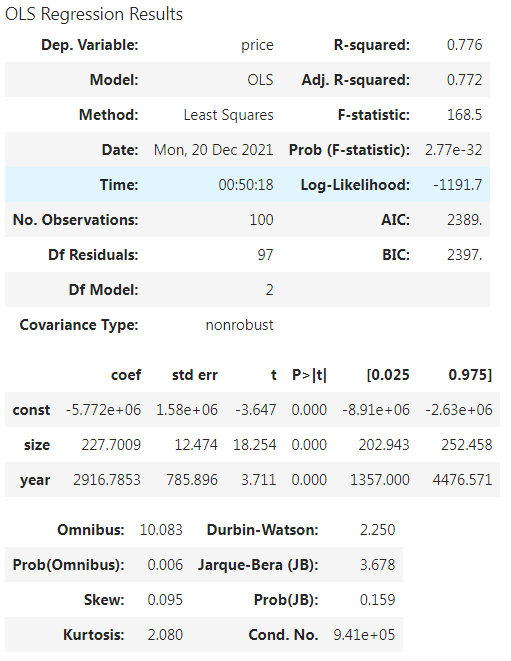 OLS Regression Results
Dep. Variable: price R-squared: 0.776
Model: OLS Adj. R-squared: 0.772
Method: Least Squares F-statistic: 168.5
Date: Mon, 20 Dec 2021 Prob (F-statistic): 2.77e-32
Time: 00:50:18 Log-Likelihood: -1191.7
No. Observations: 100 AIC: 2389.
Df Residuals: 97 BIC: 2397.
Df Model: 2
Covariance Type: nonrobust
coef std err t P>|t| [0.025 0.975]
const -5.772e+06 1.58e+06 -3.647 0.000 -8.91e+06 -2.63e+06
size 227.7009 12.474 18.254 0.000 202.943 252.458
year 2916.7853 785.896 3.711 0.000 1357.000 4476.571
Omnibus: 10.083 Durbin-Watson: 2.250
Prob(Omnibus): 0.006 Jarque-Bera (JB): 3.678
Skew: 0.095 Prob(JB): 0.159
Kurtosis: 2.080 Cond. No. 9.41e+05